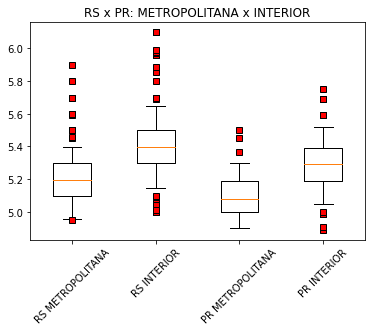 RS x PR: METROPOLITANA x INTERIOR
6.0
5.8
5.6
5.4
5.2
5.0
RS METROPOLITANA
RS INTERIOR
PR METROPOLITANA
PR INTERIOR